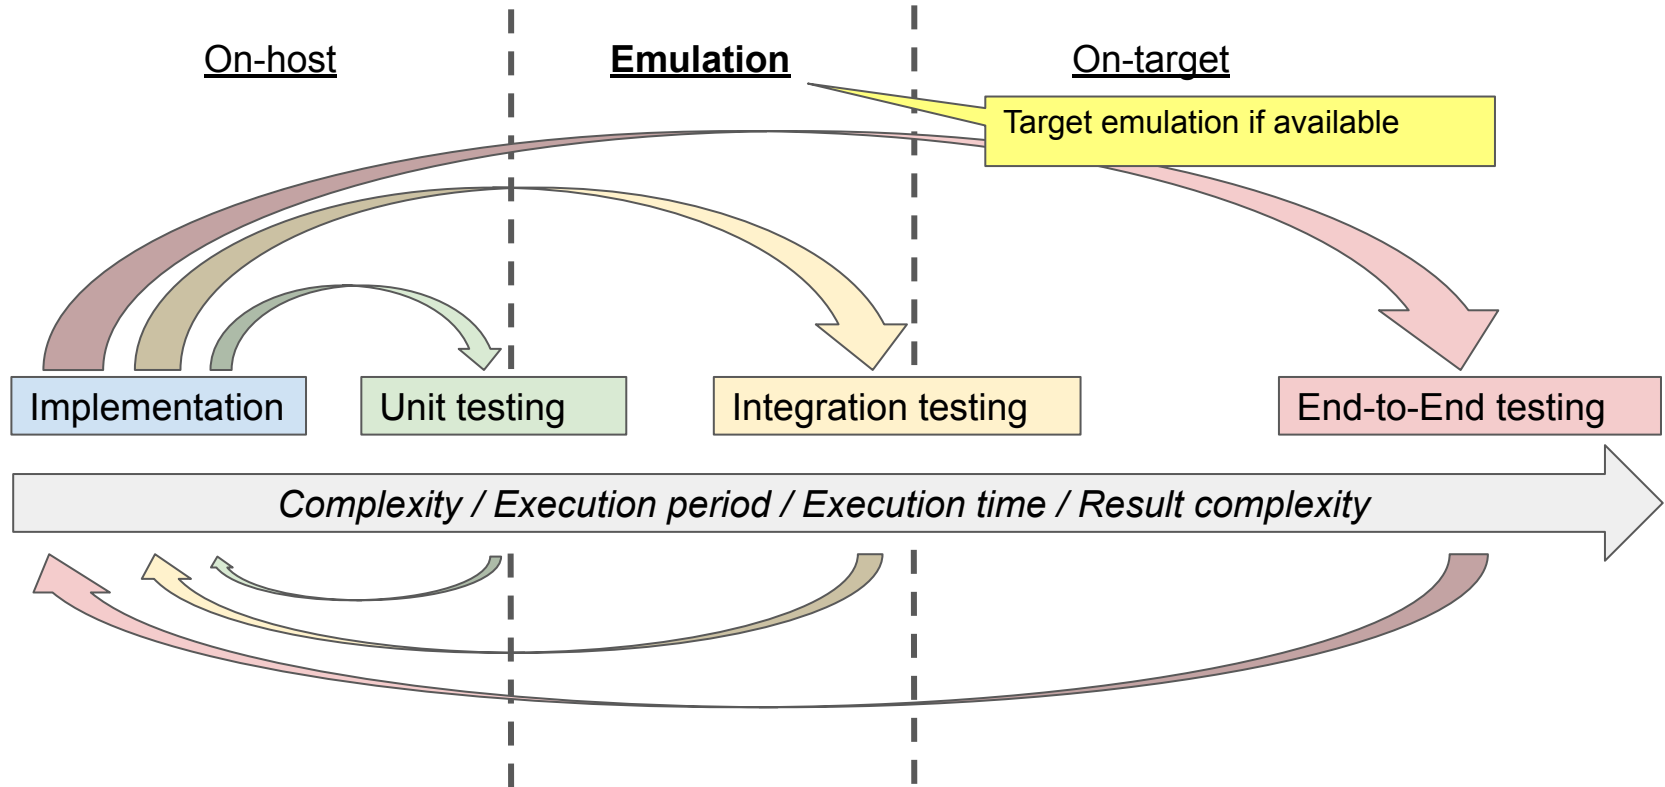 On-host
Emulation
On-target
Target emulation if available
Implementation
Unit testing
Integration testing
End-to-End testing
Complexity / Execution period / Execution time / Result complexity